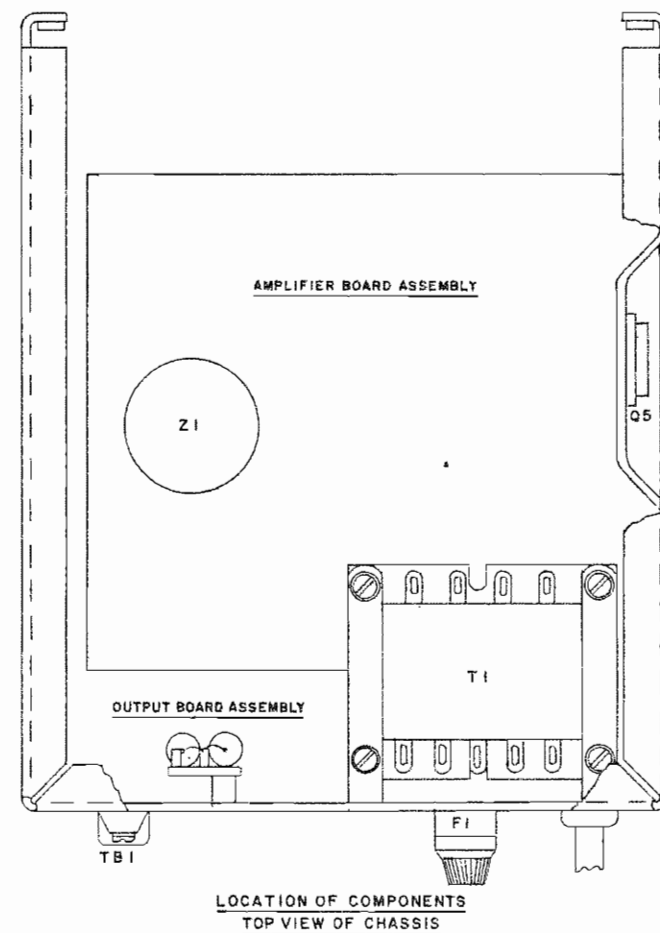 AMPLIFIER BOARD ASSEMBLY
Z1
Q5
T1
OUTPUT BOARD ASSEMBLY
F1
TB1
LOCATION OF COMPONENTS
TOP VIEW OF CHASSIS